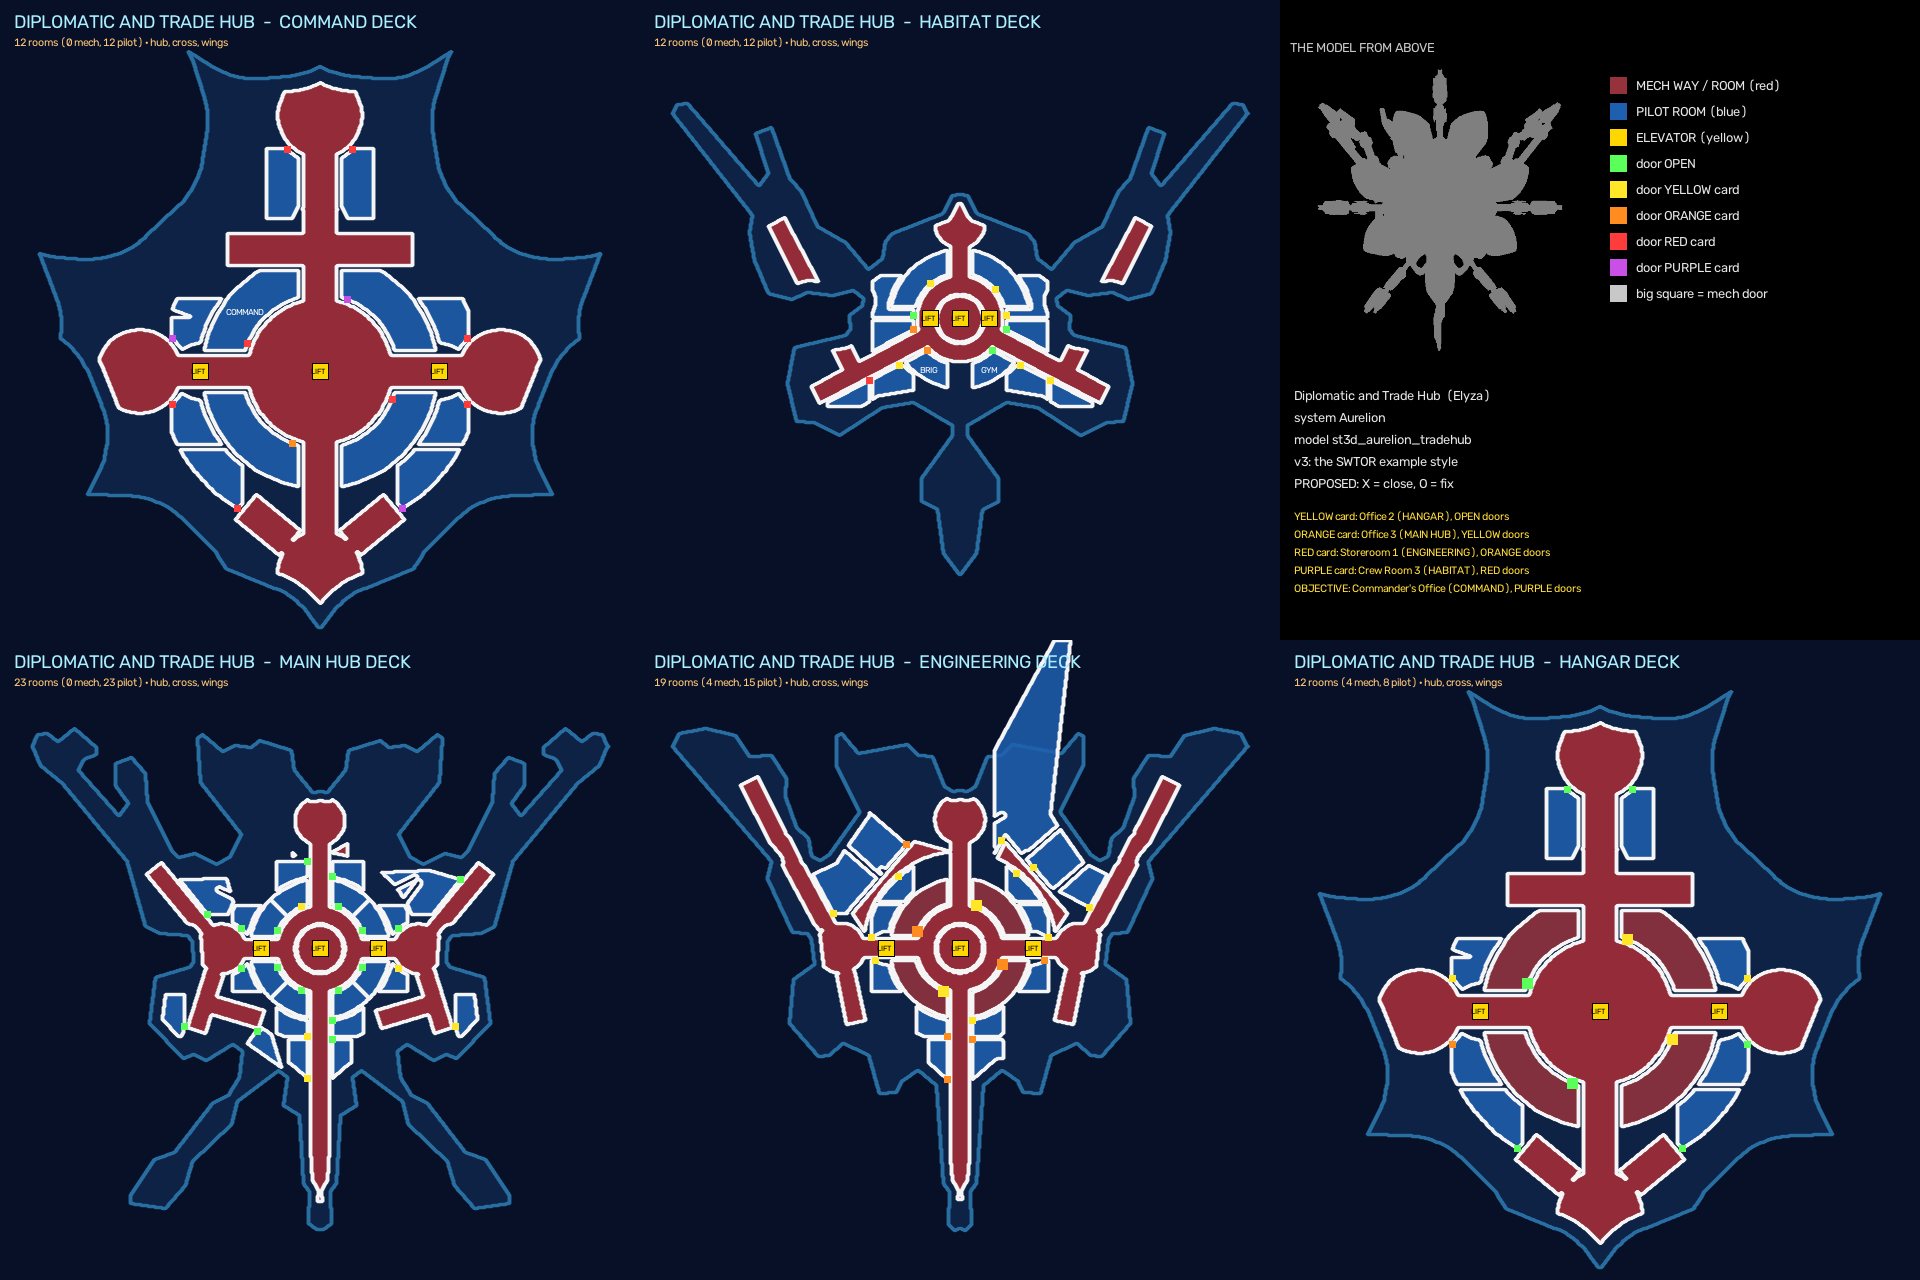 DIPLOMATIC AND TRADE HUB - COMMAND DECK
12 rooms (0 mech, 12 pilot) • hub, cross, wings
COMMAND
LIFT
LIFT
LIFT
DIPLOMATIC AND TRADE HUB - HABITAT DECK
12 rooms (0 mech, 12 pilot) • hub, cross, wings
LIFT
LIFT
LIFT
BRIG
GYM
THE MODEL FROM ABOVE
MECH WAY / ROOM (red)
PILOT ROOM (blue)
ELEVATOR (yellow)
door OPEN
door YELLOW card
door ORANGE card
door RED card
door PURPLE card
big square = mech door
Diplomatic and Trade Hub (Elyza)
system Aurelion
model st3d_aurelion_tradehub
v3: the SWTOR example style
PROPOSED: X = close, O = fix
YELLOW card: Office 2 (HANGAR), OPEN doors
ORANGE card: Office 3 (MAIN HUB), YELLOW doors
RED card: Storeroom 1 (ENGINEERING), ORANGE doors
PURPLE card: Crew Room 3 (HABITAT), RED doors
OBJECTIVE: Commander's Office (COMMAND), PURPLE doors
DIPLOMATIC AND TRADE HUB - MAIN HUB DECK
23 rooms (0 mech, 23 pilot) • hub, cross, wings
LIFT
LIFT
LIFT
DIPLOMATIC AND TRADE HUB - ENGINEERING DECK
19 rooms (4 mech, 15 pilot) • hub, cross, wings
LIFT
LIFT
LIFT
DIPLOMATIC AND TRADE HUB - HANGAR DECK
12 rooms (4 mech, 8 pilot) • hub, cross, wings
LIFT
LIFT
LIFT